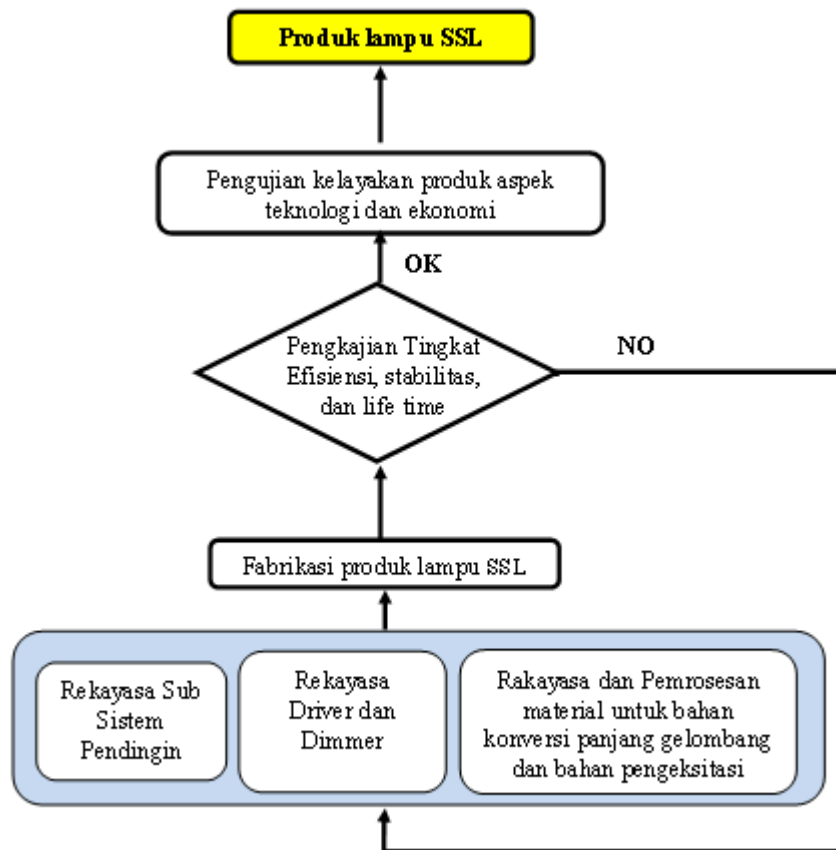 Produk lampu SSL
Pengujian kelayakan produk aspek
teknologi dan ekonomi
OK
Pengkajian Tingkat
Efisiensi, stabilitas,
dan life time
NO
Fabrikasi produk lampu SSL
Rekayasa Sub
Sistem
Pendingin
Rekayasa
Driver dan
Dimmer
Rakayasa dan Pemrosesan
material untuk bahan
konversi panjang gelombang
dan bahan pengeksitasi